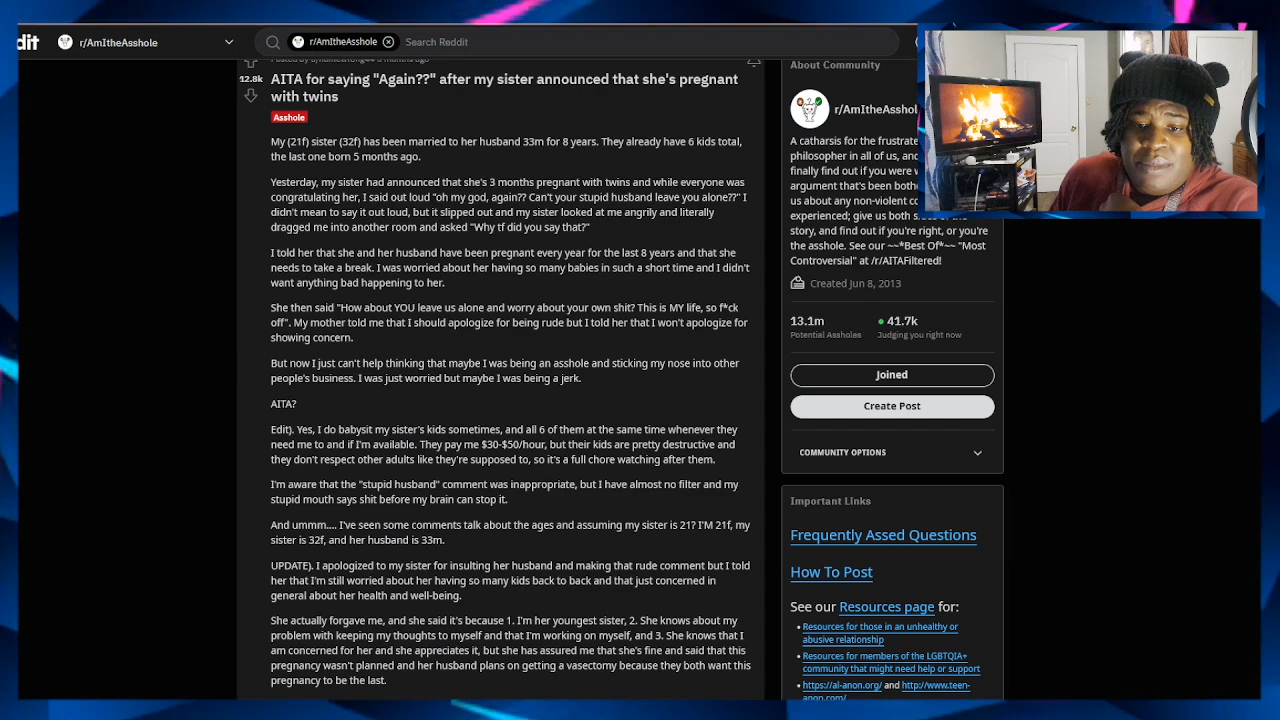 dit
r/AmItheAsshole
r/AmItheAsshole
Search Reddit
12.8k
AITA for saying "Again??" after my sister announced that she's pregnant
with twins
Asshole
My (21f) sister (32f) has been married to her husband 33m for 8 years. They already have 6 kids total,
the last one born 5 months ago.
Yesterday, my sister had announced that she's 3 months pregnant with twins and while everyone was
congratulating her, I said out loud "oh my god, again?? Can't your stupid husband leave you alone??" I
didn't mean to say it out loud, but it slipped out and my sister looked at me angrily and literally
dragged me into another room and asked "Why tf did you say that?"
I told her that she and her husband have been pregnant every year for the last 8 years and that she
needs to take a break. I was worried about her having so many babies in such a short time and I didn't
want anything bad happening to her.
She then said "How about YOU leave us alone and worry about your own shit? This is MY life, so f*ck
off". My mother told me that I should apologize for being rude but I told her that I won't apologize for
showing concern.
But now I just can't help thinking that maybe I was being an asshole and sticking my nose into other
people's business. I was just worried but maybe I was being a jerk.
AITA?
Edit). Yes, I do babysit my sister's kids sometimes, and all 6 of them at the same time whenever they
need me to and if I'm available. They pay me $30-$50/hour, but their kids are pretty destructive and
they don't respect other adults like they're supposed to, so it's a full chore watching after them.
I'm aware that the "stupid husband" comment was inappropriate, but I have almost no filter and my
stupid mouth says shit before my brain can stop it.
And ummm.... I've seen some comments talk about the ages and assuming my sister is 21? I'M 21f, my
sister is 32f, and her husband is 33m.
UPDATE). I apologized to my sister for insulting her husband and making that rude comment but I told
her that I'm still worried about her having so many kids back to back and that just concerned in
general about her health and well-being.
She actually forgave me, and she said it's because 1. I'm her youngest sister, 2. She knows about my
problem with keeping my thoughts to myself and that I'm working on myself, and 3. She knows that I
am concerned for her and she appreciates it, but she has assured me that she's fine and said that this
pregnancy wasn't planned and her husband plans on getting a vasectomy because they both want this
pregnancy to be the last.
About Community
r/AmItheAsshol
A catharsis for the frustrate
philosopher in all of us, and
finally find out if you were w
argument that's been bothe
us about any non-violent co
experienced; give us both s
story, and find out if you're right, or you're
the asshole. See our ~~*Best Of*~~ "Most
Controversial" at /r/AITAFiltered!
Created Jun 8, 2013
13.1m
41.7k
Potential Assholes
Judging you right now
Joined
Create Post
COMMUNITY OPTIONS
Important Links
Frequently Assed Questions
How To Post
See our Resources page for:
• Resources for those in an unhealthy or
abusive relationship
• Resources for members of the LGBTQIA+
community that might need help or support
• https://al-anon.org/ and http://www.teen-
anon.com/